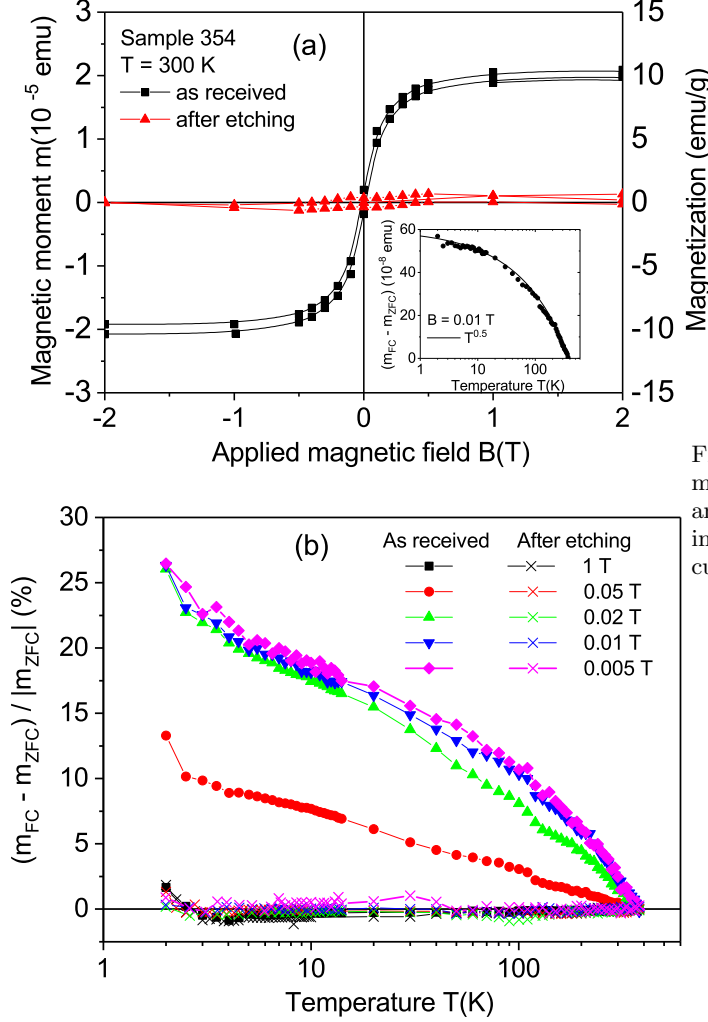 (a)
Sample 354
T = 300 K
as received
after etching
Magnetic moment m(10⁻⁵ emu)
3
2
1
0
-1
-2
-3
Magnetization (emu/g)
15
10
5
0
-5
-10
-15
-2
-1
0
1
2
Applied magnetic field B(T)
(m_FC - m_ZFC) (10⁻⁸ emu)
60
40
20
0
B = 0.01 T
T^0.5
1
10
100
Temperature T(K)
F
m
ar
in
cu
(b)
As received
After etching
1 T
0.05 T
0.02 T
0.01 T
0.005 T
(m_FC - m_ZFC) / |m_ZFC| (%)
30
25
20
15
10
5
0
1
10
100
Temperature T(K)